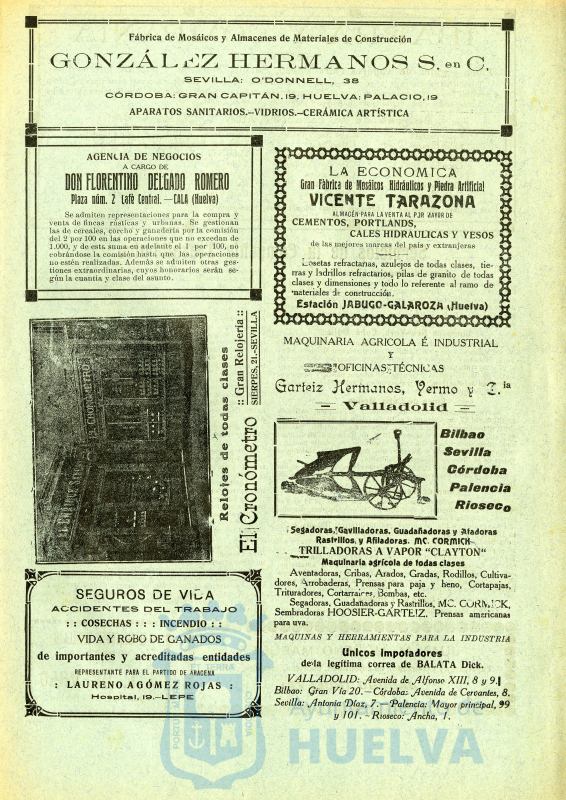 Fábrica de Mosáicos y Almacenes de Materiales de Construcción
GONZÁLEZ HERMANOS S. en C.
SEVILLA: O'DONNELL, 38
CÓRDOBA: GRAN CAPITÁN, 19. HUELVA: PALACIO, 19
APARATOS SANITARIOS.—VIDRIOS.—CERÁMICA ARTÍSTICA
AGENCIA DE NEGOCIOS
A CARGO DE
DON FLORENTINO DELGADO ROMERO
Plaza núm. 2 Café Central. — CALA (Huelva)
Se admiten representaciones para la compra y
venta de fincas rústicas y urbanas. Se gestionan
las de cereales, corcho y ganadería por la comisión
del 2 por 100 en las operaciones que no excedan de
1.000, y de esta suma en adelante el 1 por 100, no
cobrándose la comisión hasta que las operaciones
no estén realizadas. Además se admiten otras ges-
tiones extraordinarias, cuyos honorarios serán se-
gún la cuantía y clase del asunto.
LA ECONOMICA
Gran Fábrica de Mosáicos Hidráulicos y Piedra Artificial
VICENTE TARAZONA
ALMACÉN PARA LA VENTA AL POR MAYOR DE
CEMENTOS, PORTLANDS,
CALES HIDRAULICAS Y YESOS
de las mejores marcas del país y extranjeras
Losetas refractarias, azulejos de todas clases, tie-
rras y ladrillos refractarios, pilas de granito de todas
clases y dimensiones y todo lo referente al ramo de
materiales de construcción.
Estación JABUGO-GALAROZA (Huelva)
EL CRONOMETRO
Relojes de todas clases
El Cronómetro
:: Gran Relojería ::
SIERPES, 21.-SEVILLA
MAQUINARIA AGRICOLA É INDUSTRIAL
Y
OFICINAS TÉCNICAS
Garteiz Hermanos, Yermo y C.ia
— Valladolid —
Bilbao
Sevilla
Córdoba
Palencia
Rioseco
Segadoras, Gavilladoras, Guadañadoras y Atadoras
Rastrillos, y Afiladoras. MC. CORMICK
TRILLADORAS A VAPOR "CLAYTON"
Maquinaria agrícola de todas clases
Aventadoras, Cribas, Arados, Gradas, Rodillos, Cultiva-
dores, Arrobaderas, Prensas para paja y heno, Cortapajas,
Trituradores, Cortarraíces, Bombas, etc.
Segadoras, Guadañadoras y Rastrillos, MC. CORMICK,
Sembradoras HOOSIER-GARTEIZ. Prensas americanas
para uva.
MAQUINAS Y HERRAMIENTAS PARA LA INDUSTRIA
Unicos impotadores
de la legítima correa de BALATA Dick.
VALLADOLID: Avenida de Alfonso XIII, 8 y 9.
Bilbao: Gran Vía 20.—Córdoba: Avenida de Cervantes, 8.
Sevilla: Antonia Díaz, 7.—Palencia: Mayor principal, 99
y 101.—Rioseco: Ancha, 1.
SEGUROS DE VIDA
ACCIDENTES DEL TRABAJO
:: COSECHAS :: :: INCENDIO ::
VIDA Y ROBO DE GANADOS
de importantes y acreditadas entidades
REPRESENTANTE PARA EL PARTIDO DE ARACENA
: LAUREANO AGÓMEZ ROJAS :
Hospital, 19.—LEPE
HUELVA